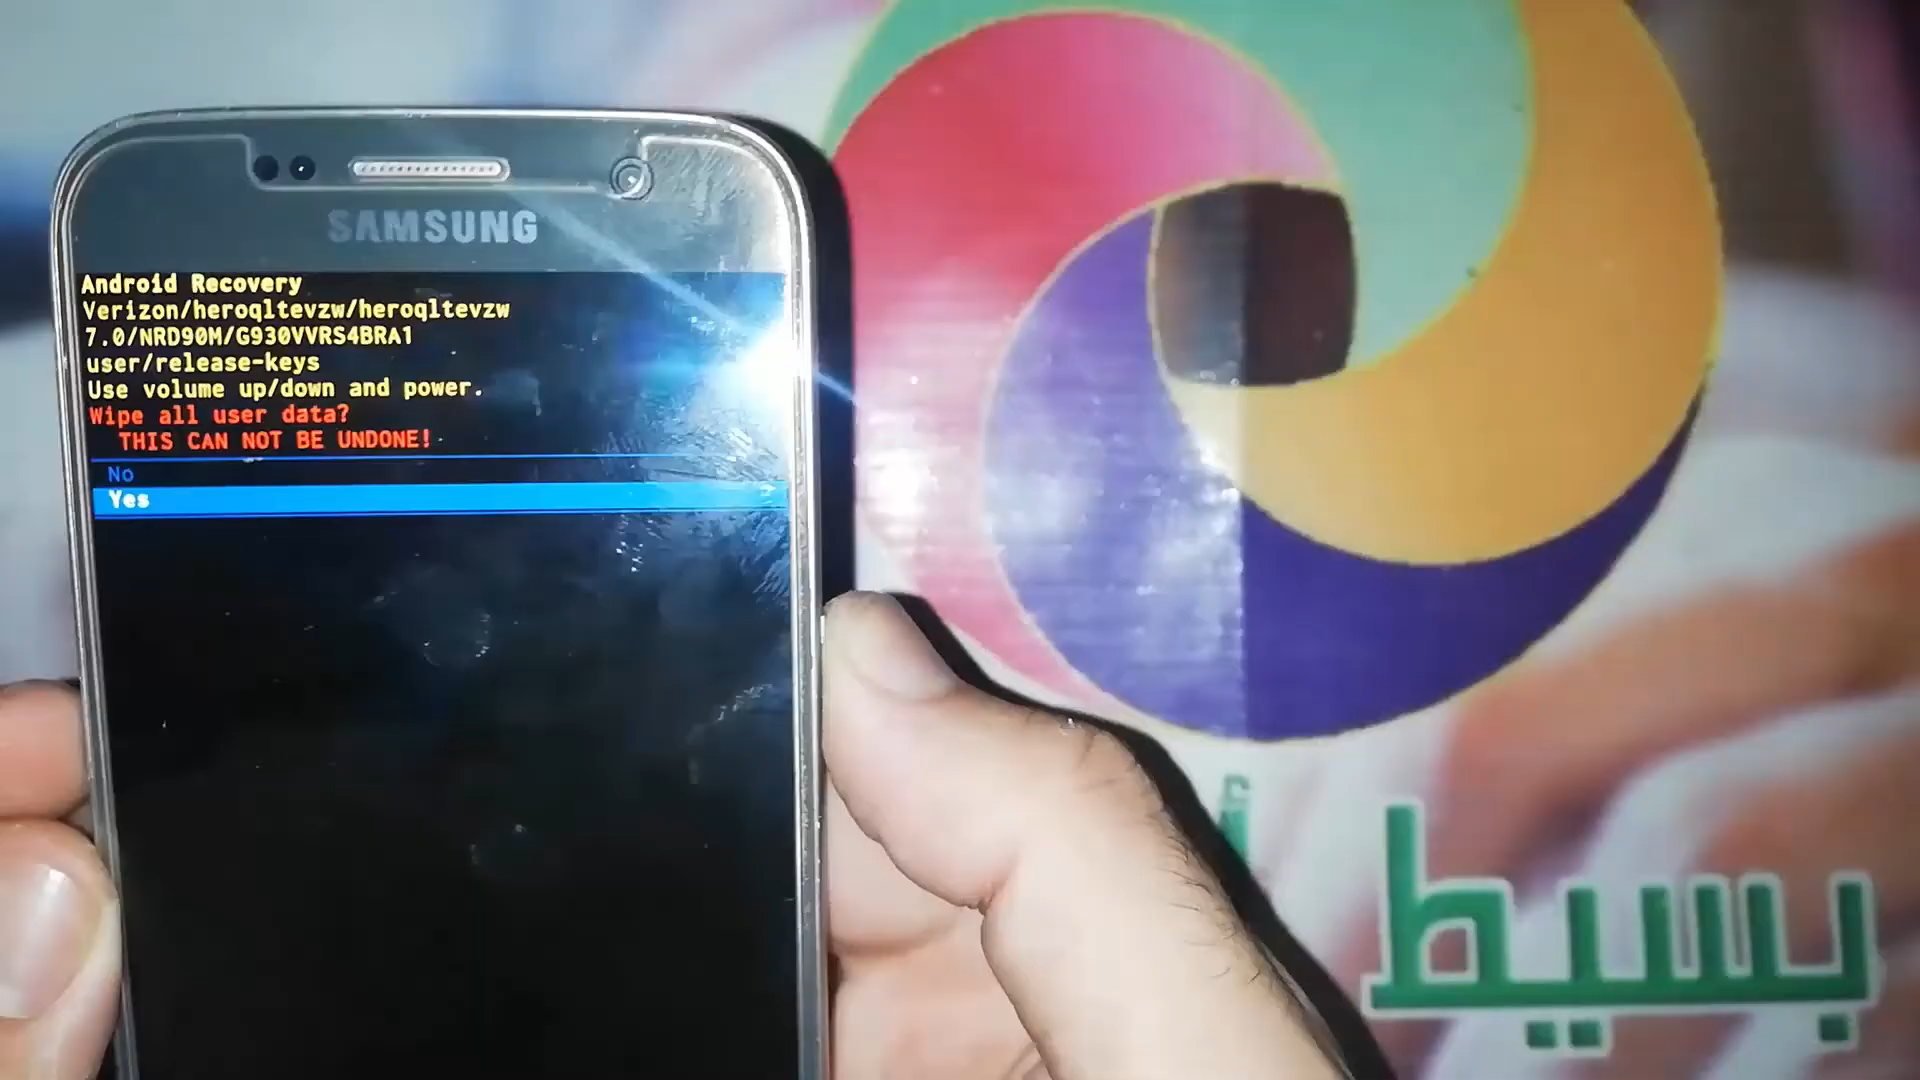 SAMSUNG
Android Recovery
Verizon/heroqltevzw/heroqltevzw
7.0/NRD90M/G930VVRS4BRA1
user/release-keys
Use volume up/down and power.
Wipe all user data?
THIS CAN NOT BE UNDONE!
No
Yes
بسيط